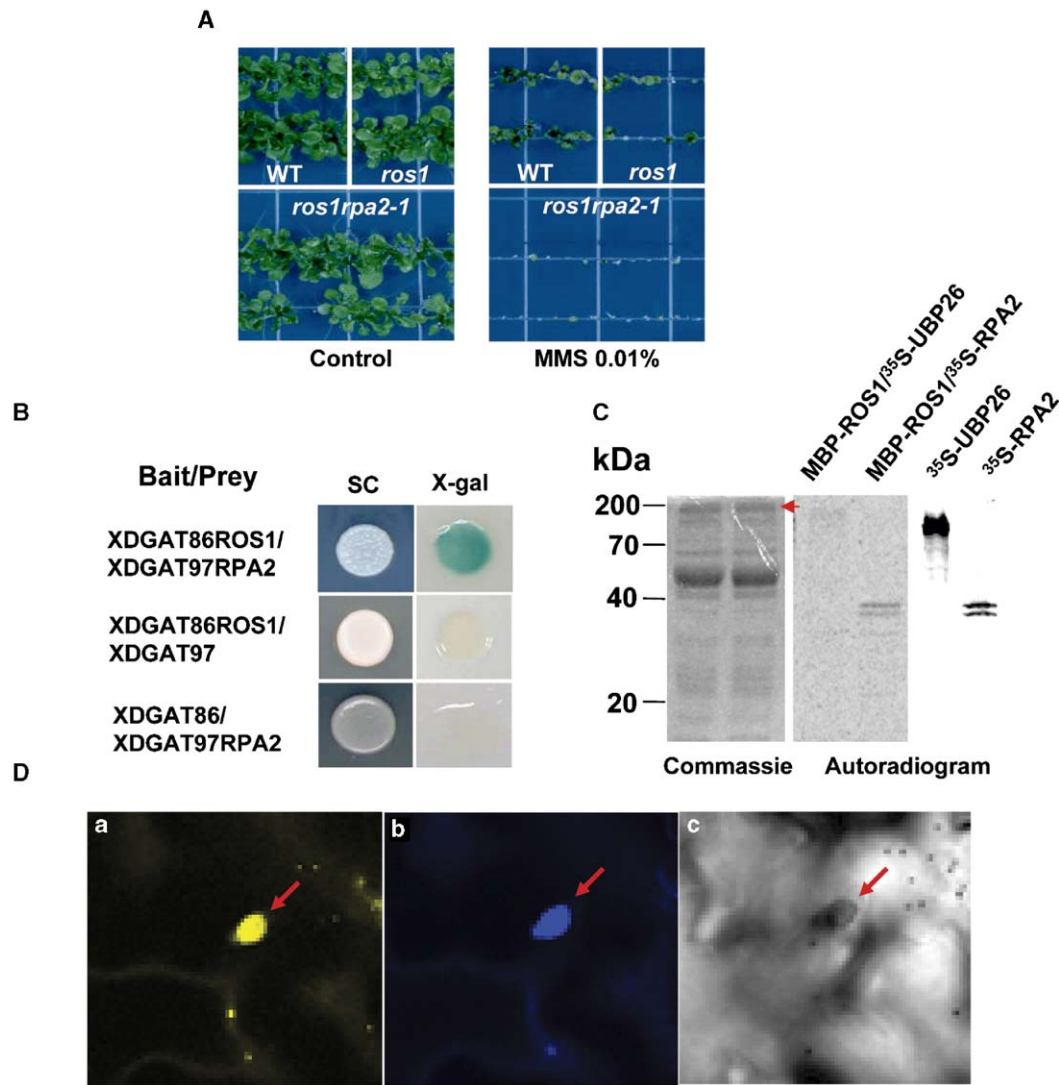 A
WT
ros1
ros1rpa2-1
WT
ros1
ros1rpa2-1
Control
MMS 0.01%
B
Bait/Prey
SC
X-gal
XDGAT86ROS1/
XDGAT97RPA2
XDGAT86ROS1/
XDGAT97
XDGAT86/
XDGAT97RPA2
C
MBP-ROS1/³⁵S-UBP26
MBP-ROS1/³⁵S-RPA2
³⁵S-UBP26
³⁵S-RPA2
kDa
200
70
40
20
Commassie
Autoradiogram
D
a
b
c